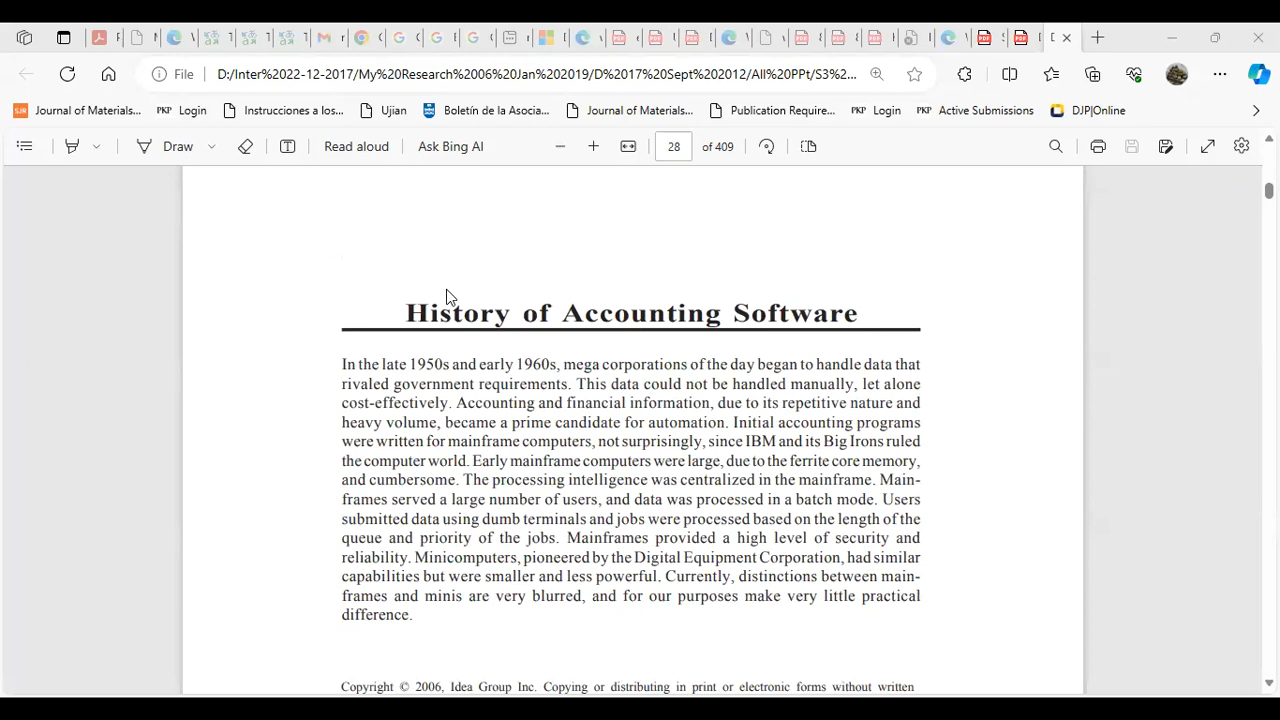 File
D:/Inter%2022-12-2017/My%20Research%2006%20Jan%2019/D%2017%20Sept%202012/All%20PPt/S3%2...
Journal of Materials...
PKP Login
Instrucciones a los...
Ujian
Boletín de la Asocia...
Journal of Materials...
Publication Require...
PKP Login
PKP Active Submissions
DJP|Online
Draw
Read aloud
Ask Bing AI
28 of 409
History of Accounting Software
In the late 1950s and early 1960s, mega corporations of the day began to handle data that
rivaled government requirements. This data could not be handled manually, let alone
cost-effectively. Accounting and financial information, due to its repetitive nature and
heavy volume, became a prime candidate for automation. Initial accounting programs
were written for mainframe computers, not surprisingly, since IBM and its Big Irons ruled
the computer world. Early mainframe computers were large, due to the ferrite core memory,
and cumbersome. The processing intelligence was centralized in the mainframe. Main-
frames served a large number of users, and data was processed in a batch mode. Users
submitted data using dumb terminals and jobs were processed based on the length of the
queue and priority of the jobs. Mainframes provided a high level of security and
reliability. Minicomputers, pioneered by the Digital Equipment Corporation, had similar
capabilities but were smaller and less powerful. Currently, distinctions between main-
frames and minis are very blurred, and for our purposes make very little practical
difference.
Copyright © 2006, Idea Group Inc. Copying or distributing in print or electronic forms without written